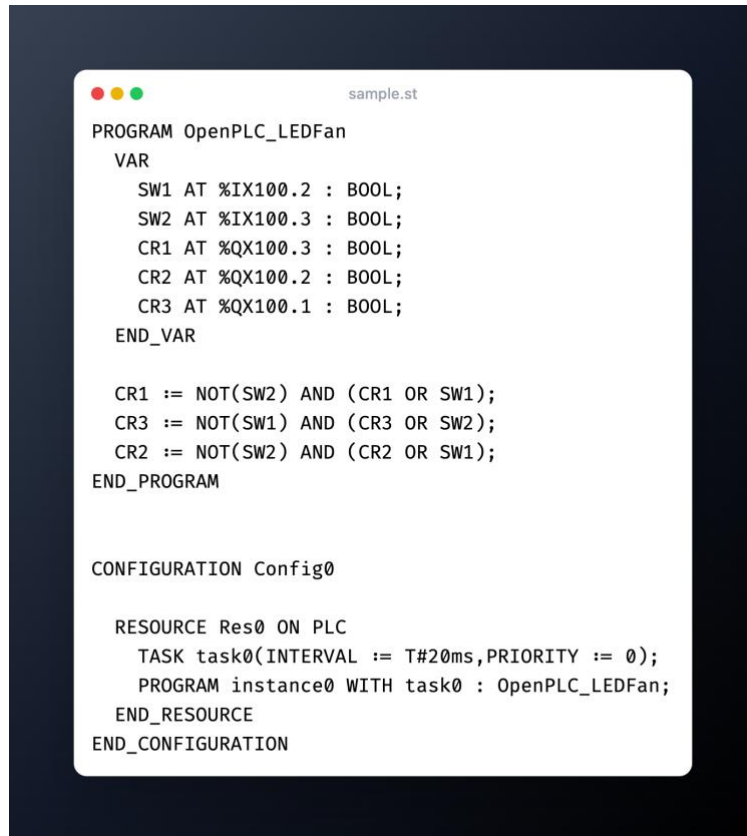 sample.st
PROGRAM OpenPLC_LEDFan
  VAR
    SW1 AT %IX100.2 : BOOL;
    SW2 AT %IX100.3 : BOOL;
    CR1 AT %QX100.3 : BOOL;
    CR2 AT %QX100.2 : BOOL;
    CR3 AT %QX100.1 : BOOL;
  END_VAR

  CR1 := NOT(SW2) AND (CR1 OR SW1);
  CR3 := NOT(SW1) AND (CR3 OR SW2);
  CR2 := NOT(SW2) AND (CR2 OR SW1);
END_PROGRAM


CONFIGURATION Config0

  RESOURCE Res0 ON PLC
    TASK task0(INTERVAL := T#20ms,PRIORITY := 0);
    PROGRAM instance0 WITH task0 : OpenPLC_LEDFan;
  END_RESOURCE
END_CONFIGURATION